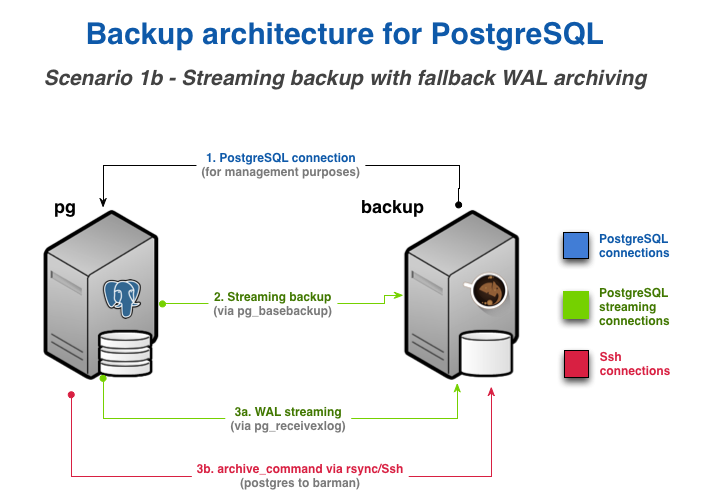 Backup architecture for PostgreSQL
Scenario 1b - Streaming backup with fallback WAL archiving
1. PostgreSQL connection
(for management purposes)
pg
backup
PostgreSQL
connections
2. Streaming backup
(via pg_basebackup)
PostgreSQL
streaming
connections
Ssh
connections
3a. WAL streaming
(via pg_receivexlog)
3b. archive_command via rsync/Ssh
(postgres to barman)